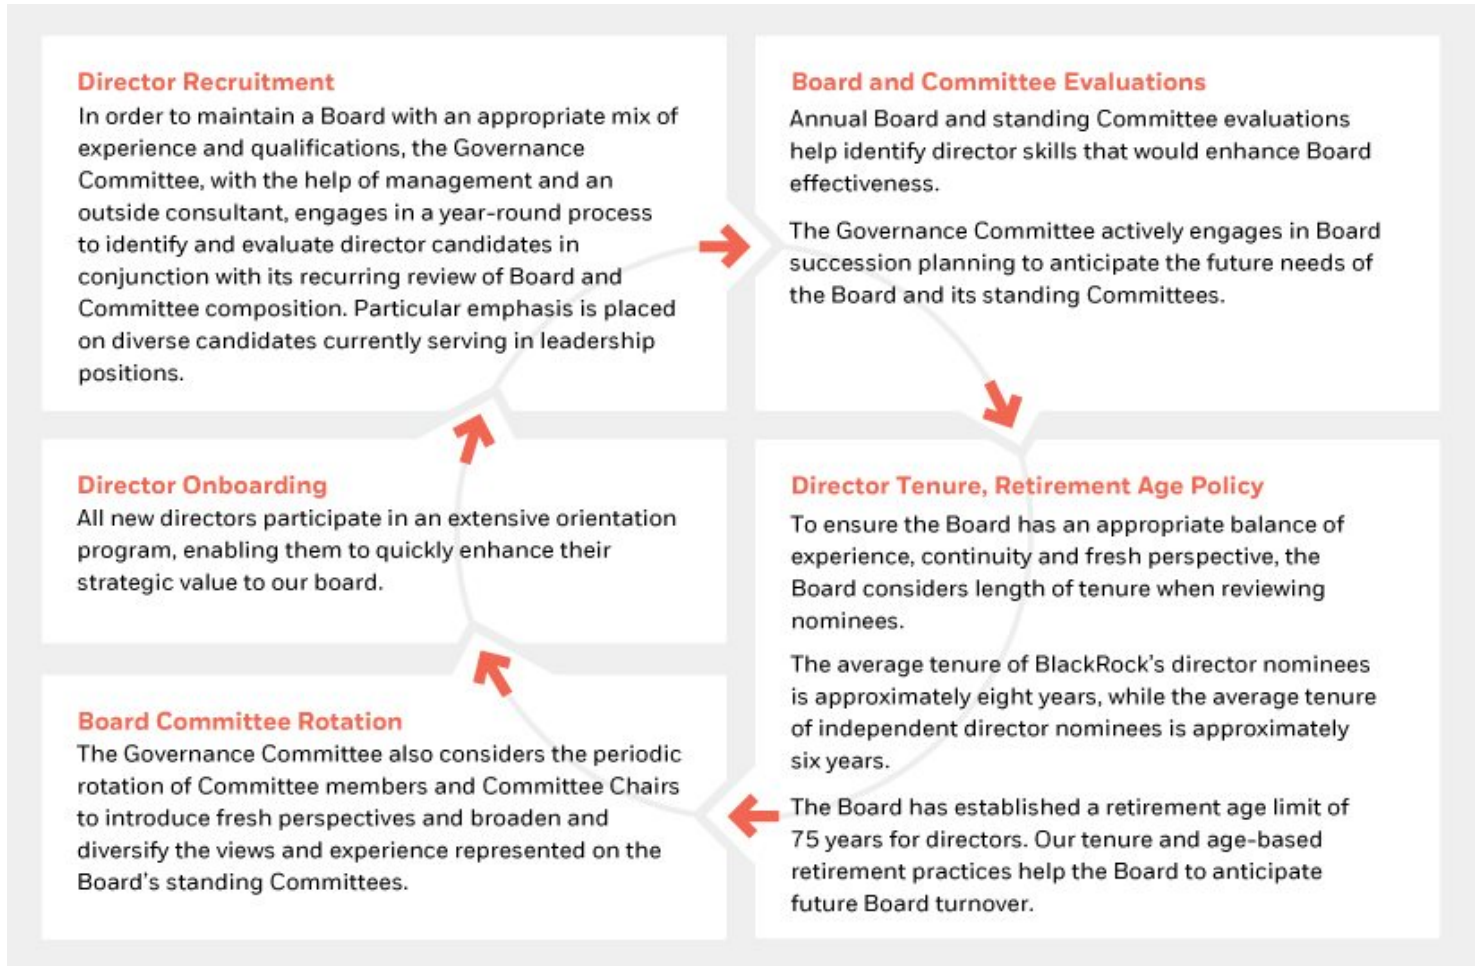 Director Recruitment
In order to maintain a Board with an appropriate mix of
experience and qualifications, the Governance
Committee, with the help of management and an
outside consultant, engages in a year-round process
to identify and evaluate director candidates in
conjunction with its recurring review of Board and
Committee composition. Particular emphasis is placed
on diverse candidates currently serving in leadership
positions.
Board and Committee Evaluations
Annual Board and standing Committee evaluations
help identify director skills that would enhance Board
effectiveness.
The Governance Committee actively engages in Board
succession planning to anticipate the future needs of
the Board and its standing Committees.
Director Onboarding
All new directors participate in an extensive orientation
program, enabling them to quickly enhance their
strategic value to our board.
Director Tenure, Retirement Age Policy
To ensure the Board has an appropriate balance of
experience, continuity and fresh perspective, the
Board considers length of tenure when reviewing
nominees.
The average tenure of BlackRock's director nominees
is approximately eight years, while the average tenure
of independent director nominees is approximately
six years.
The Board has established a retirement age limit of
75 years for directors. Our tenure and age-based
retirement practices help the Board to anticipate
future Board turnover.
Board Committee Rotation
The Governance Committee also considers the periodic
rotation of Committee members and Committee Chairs
to introduce fresh perspectives and broaden and
diversify the views and experience represented on the
Board's standing Committees.